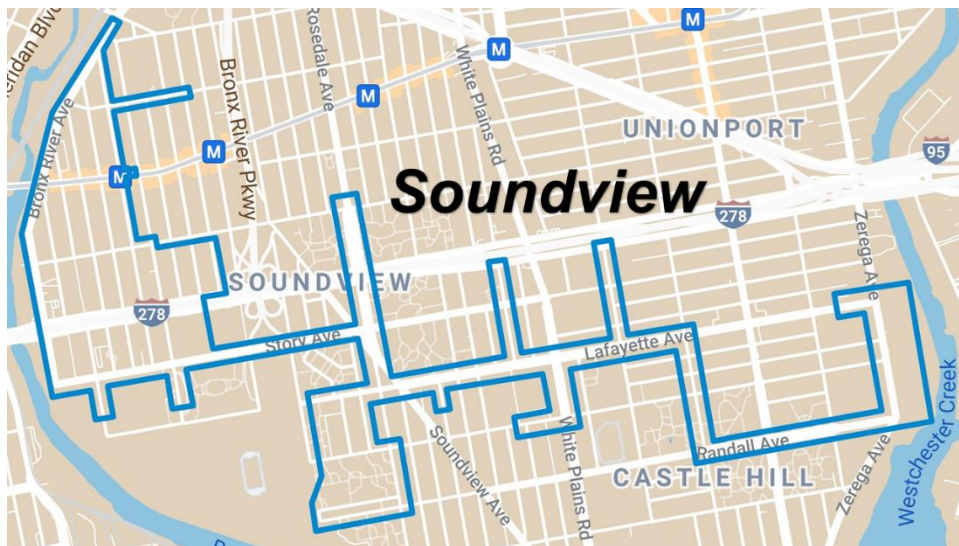 eridan Blvd
Bronx River Ave
Bronx River Pkwy
Rosedale Ave
White Plains Rd
M
M
M
M
M
UNIONPORT
95
Soundview
278
Zerega Ave
SOUNDVIEW
278
Story Ave
Lafayette Ave
Soundview Ave
White Plains Rd
Randall Ave
CASTLE HILL
Zerega Ave
Westchester Creek